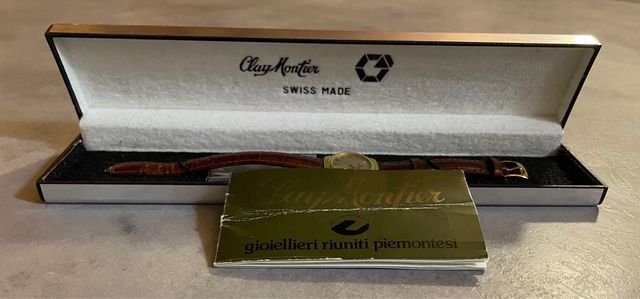 Clay Montier
SWISS MADE
Clay Montier
gioiellieri riuniti piemontesi